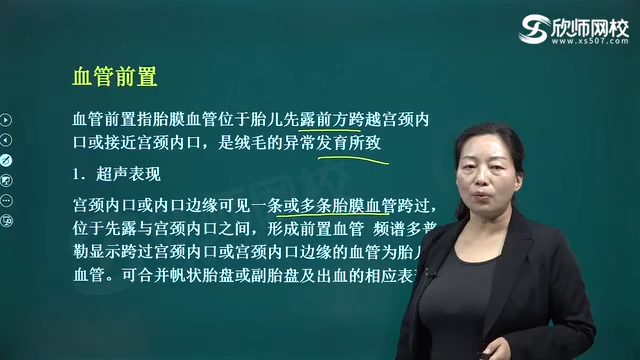 欣师网校
www.xs507.com
血管前置
血管前置指胎膜血管位于胎儿先露前方跨越宫颈内
口或接近宫颈内口，是绒毛的异常发育所致
1．超声表现
宫颈内口或内口边缘可见一条或多条胎膜血管跨过，
位于先露与宫颈内口之间，形成前置血管 频谱多普
勒显示跨过宫颈内口或宫颈内口边缘的血管为胎儿
血管。可合并帆状胎盘或副胎盘及出血的相应表